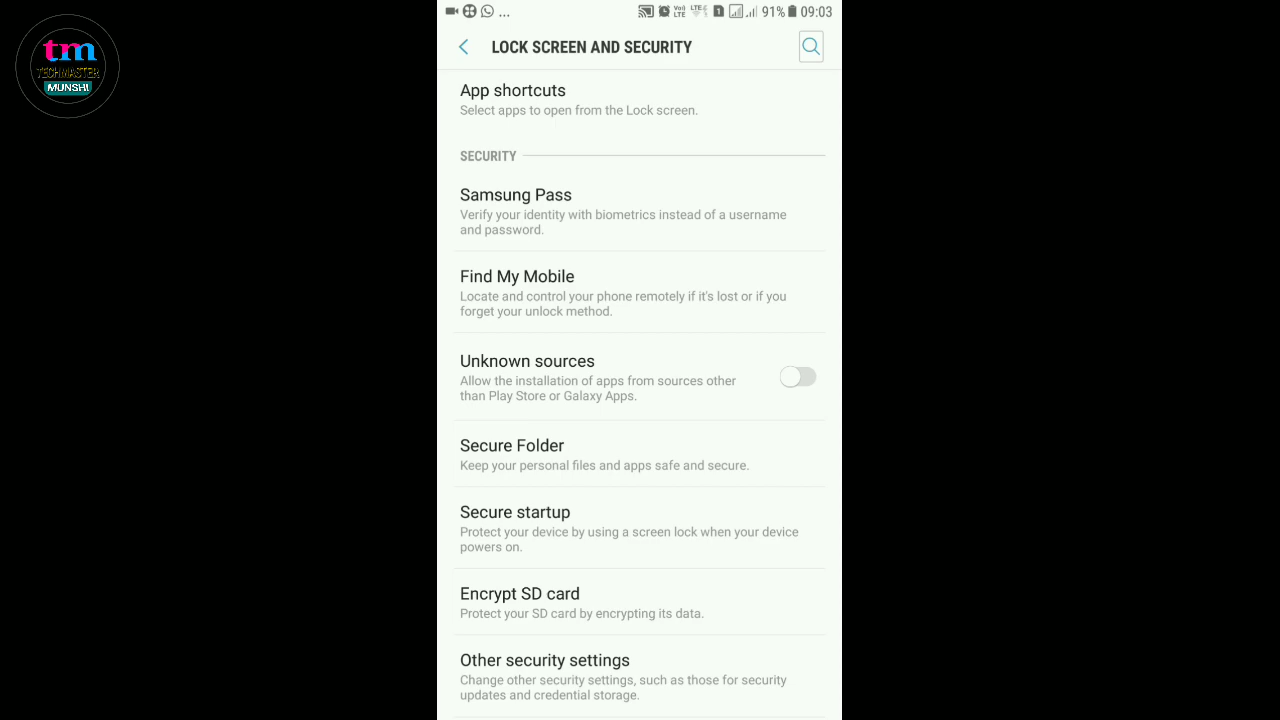 tm
TECHMASTER
MUNSHI
... 91% 09:03
LOCK SCREEN AND SECURITY
App shortcuts
Select apps to open from the Lock screen.
SECURITY
Samsung Pass
Verify your identity with biometrics instead of a username
and password.
Find My Mobile
Locate and control your phone remotely if it's lost or if you
forget your unlock method.
Unknown sources
Allow the installation of apps from sources other
than Play Store or Galaxy Apps.
Secure Folder
Keep your personal files and apps safe and secure.
Secure startup
Protect your device by using a screen lock when your device
powers on.
Encrypt SD card
Protect your SD card by encrypting its data.
Other security settings
Change other security settings, such as those for security
updates and credential storage.